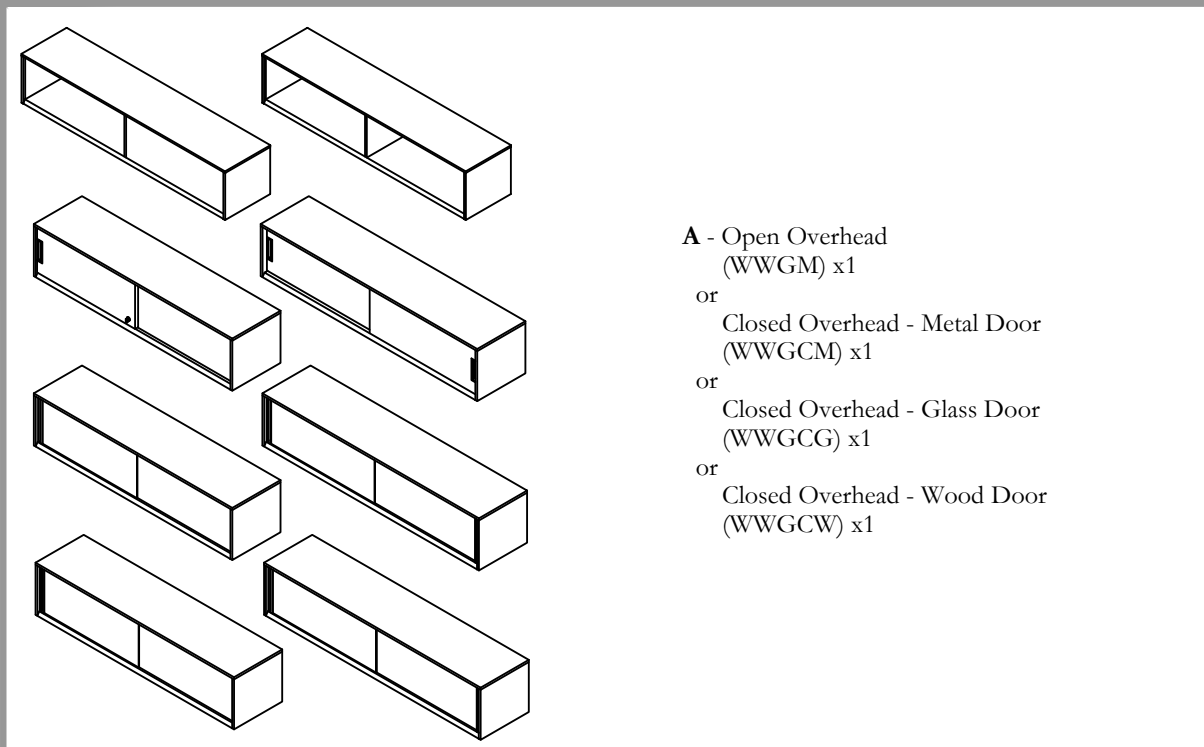 A - Open Overhead
(WWGM) x1
or
Closed Overhead - Metal Door
(WWGCM) x1
or
Closed Overhead - Glass Door
(WWGCG) x1
or
Closed Overhead - Wood Door
(WWGCW) x1